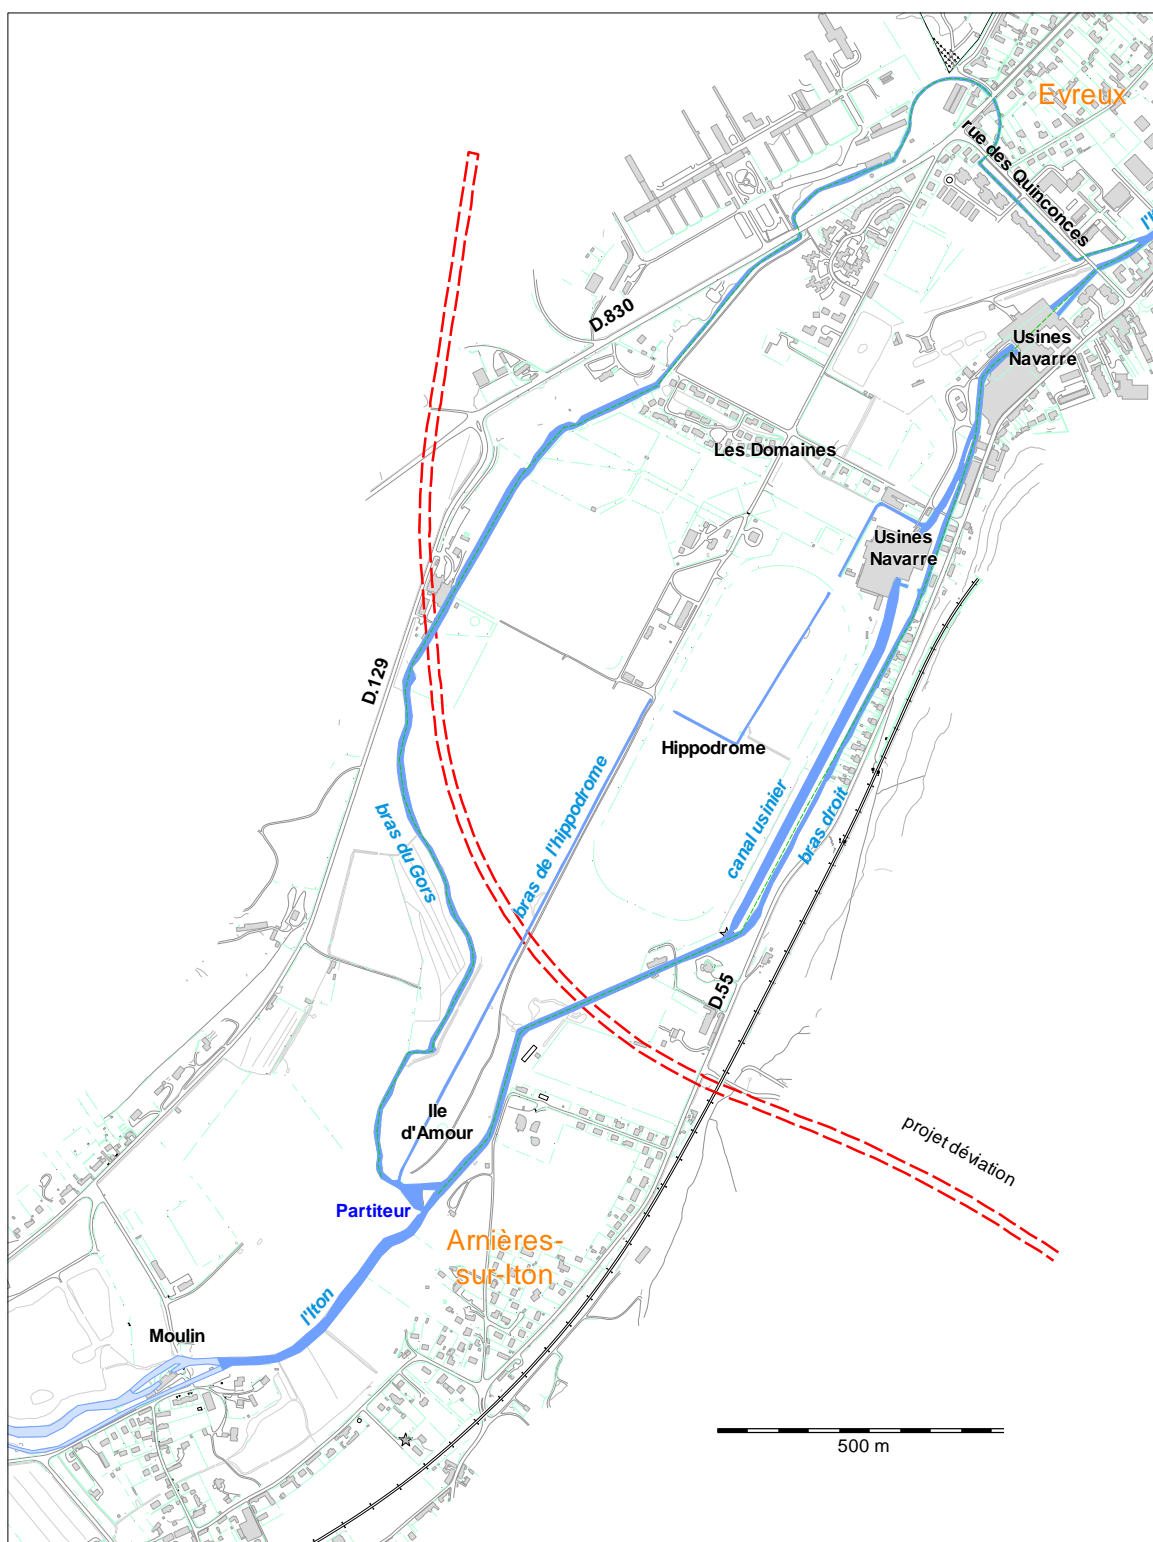 Evreux
rue des Quinconces
D.830
Usines
Navarre
Les Domaines
Usines
Navarre
D.129
Hippodrome
bras de l'hippodrome
canal usinier
bras droit
bras du Gors
D.55
Ile
d'Amour
projet déviation
Partiteur
Arnières-
sur-Iton
l'Iton
Moulin
500 m